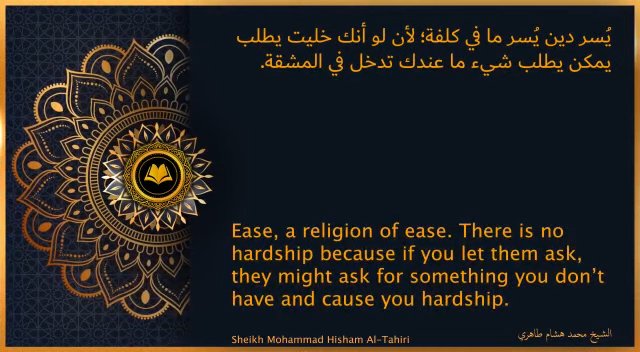 يُسر دين يُسر ما في كلفة؛ لأن لو أنك خليت يطلب
يمكن يطلب شيء ما عندك تدخل في المشقة.
Ease, a religion of ease. There is no
hardship because if you let them ask,
they might ask for something you don't
have and cause you hardship.
Sheikh Mohammad Hisham Al-Tahiri
الشيخ محمد هشام طاهري